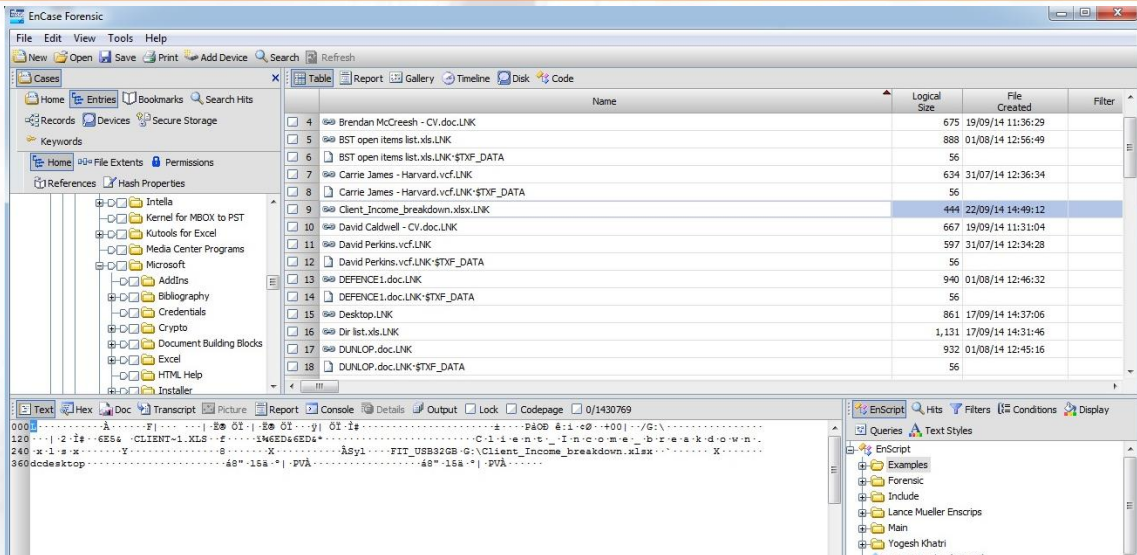 EnCase Forensic
File Edit View Tools Help
New Open Save Print Add Device Search Refresh
Cases
Home Entries Bookmarks Search Hits
Records Devices Secure Storage
Keywords
Home File Extents Permissions
References Hash Properties
Intella
Kernel for MBOX to PST
Kutools for Excel
Media Center Programs
Microsoft
AddIns
Bibliography
Credentials
Crypto
Document Building Blocks
Excel
HTML Help
Installer
Table Report Gallery Timeline Disk Code
Name Logical Size File Created Filter
4 Brendan McCreesh - CV.doc.LNK 675 19/09/14 11:36:29
5 BST open items list.xls.LNK 888 01/08/14 12:56:49
6 BST open items list.xls.LNK·$TXF_DATA 56
7 Carrie James - Harvard.vcf.LNK 634 31/07/14 12:36:34
8 Carrie James - Harvard.vcf.LNK·$TXF_DATA 56
9 Client_Income_breakdown.xlsx.LNK 444 22/09/14 14:49:12
10 David Caldwell - CV.doc.LNK 667 19/09/14 11:31:04
11 David Perkins.vcf.LNK 597 31/07/14 12:34:28
12 David Perkins.vcf.LNK·$TXF_DATA 56
13 DEFENCE1.doc.LNK 940 01/08/14 12:46:32
14 DEFENCE1.doc.LNK·$TXF_DATA 56
15 Desktop.LNK 861 17/09/14 14:37:06
16 Dir list.xls.LNK 1,131 17/09/14 14:31:46
17 DUNLOP.doc.LNK 932 01/08/14 12:45:16
18 DUNLOP.doc.LNK·$TXF_DATA 56
Text Hex Doc Transcript Picture Report Console Details Output Lock Codepage 0/1430769
000 /G:\
120 CLIENT~1.XLS C·l·i·e·n·t·_·I·n·c·o·m·e·_·b·r·e·a·k·d·o·w·n·.
240 x·l·s·x FIT_USB32GB·G:\Client_Income_breakdown.xlsx
360 dcdesktop
EnScript Hits Filters Conditions Display
Queries Text Styles
EnScript
Examples
Forensic
Include
Lance Mueller Enscrips
Main
Yogesh Khatri